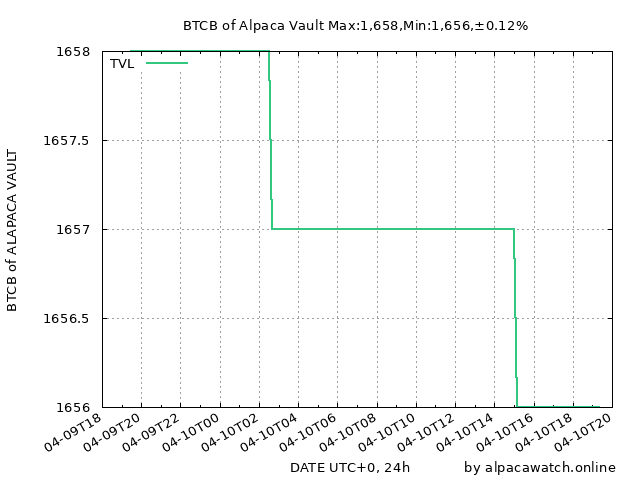 BTCB of Alpaca Vault Max:1,658,Min:1,656,±0.12%
TVL
1658
1657.5
1657
1656.5
1656
BTCB of ALAPACA VAULT
04-09T18
04-09T20
04-09T22
04-10T00
04-10T02
04-10T04
04-10T06
04-10T08
04-10T10
04-10T12
04-10T14
04-10T16
04-10T18
04-10T20
DATE UTC+0, 24h
by alpacawatch.online